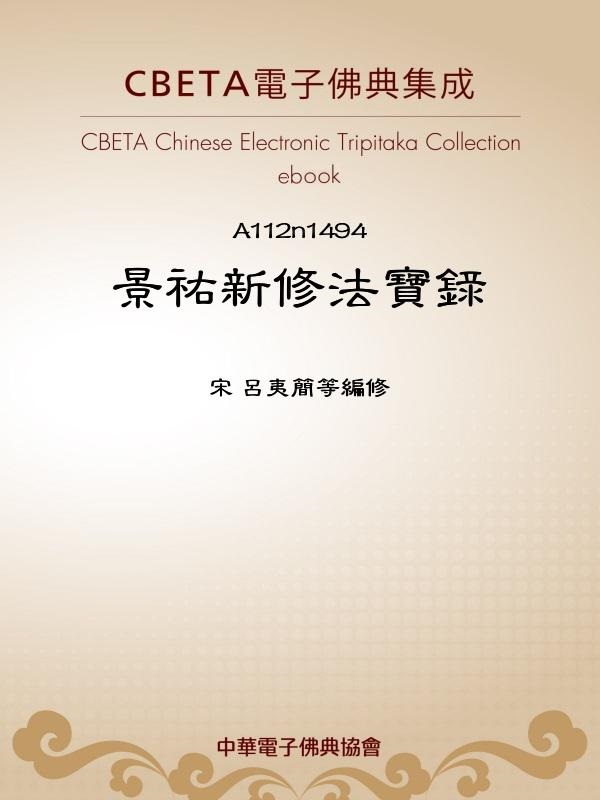 CBETA電子佛典集成
CBETA Chinese Electronic Tripitaka Collection
ebook
A112n1494
景祐新修法寶錄
宋 呂夷簡等編修
中華電子佛典協會